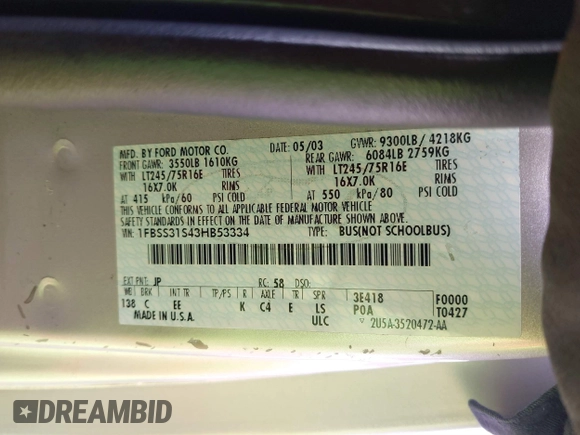 MFD. BY FORD MOTOR CO.
DATE: 05/03 GVWR: 9300LB/ 4218KG
FRONT GAWR: 3550LB 1610KG REAR GAWR: 6084LB 2759KG
WITH LT245/75R16E TIRES WITH LT245/75R16E TIRES
16X7.0K RIMS 16X7.0K RIMS
AT 415 kPa/60 PSI COLD AT 550 kPa/80 PSI COLD
THIS VEHICLE CONFORMS TO ALL APPLICABLE FEDERAL MOTOR VEHICLE
SAFETY STANDARDS IN EFFECT ON THE DATE OF MANUFACTURE SHOWN ABOVE.
VIN: 1FBSS31S43HB53334 TYPE: BUS(NOT SCHOOLBUS)
EXT PNT: JP RC: 58 DSO:
WB BRK INT TR TP/PS R AXLE TR SPR
138 C EE K C4 E LS
ULC
3E418
P0A
F0000
T0427
MADE IN U.S.A.
2U5A-3520472-AA
DREAMBID